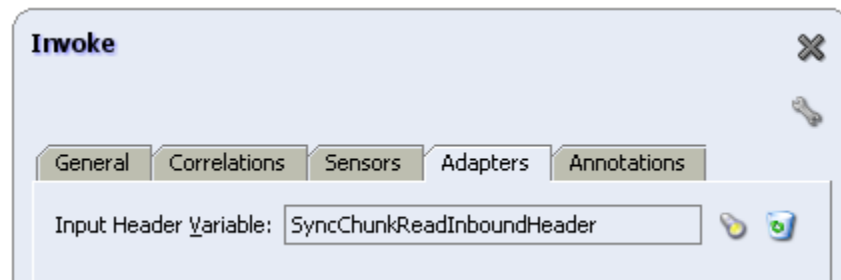 Invoke
General Correlations Sensors Adapters Annotations
Input Header Variable: SyncChunkReadInboundHeader